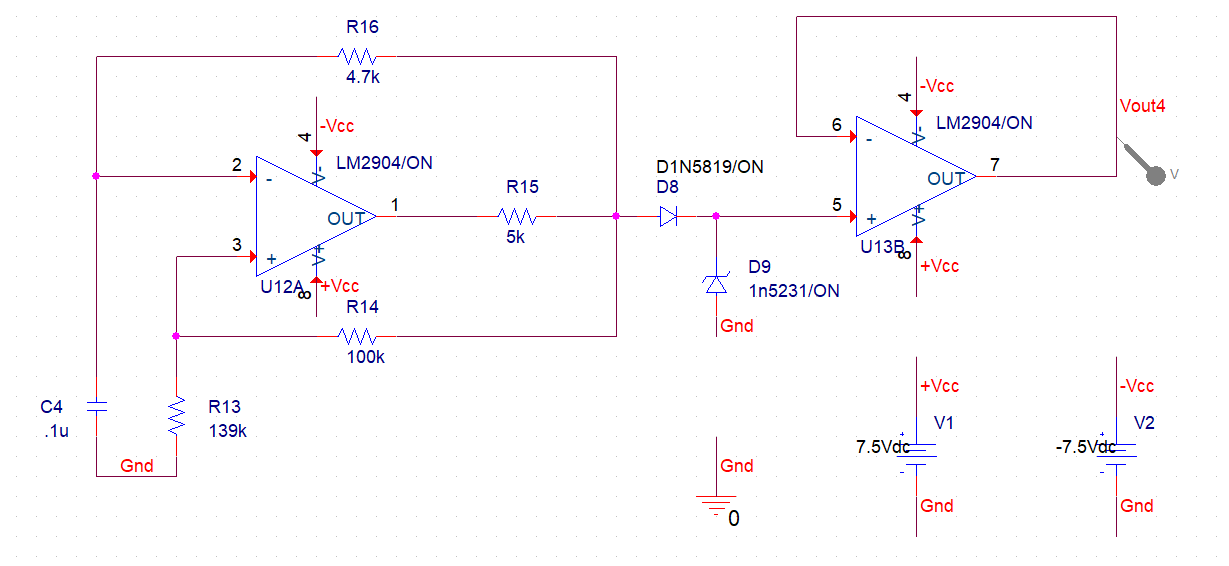 R16
4.7k
4
-Vcc
LM2904/ON
2
-
V-
OUT
1
3
+
V+
U12A
8
+Vcc
R15
5k
R14
100k
C4
.1u
R13
139k
Gnd
D1N5819/ON
D8
D9
1n5231/ON
Gnd
4
-Vcc
LM2904/ON
6
-
V-
OUT
7
5
+
V+
U13B
8
+Vcc
Vout4
V
Gnd
0
+Vcc
V1
+
7.5Vdc
-
Gnd
-Vcc
V2
+
-7.5Vdc
-
Gnd